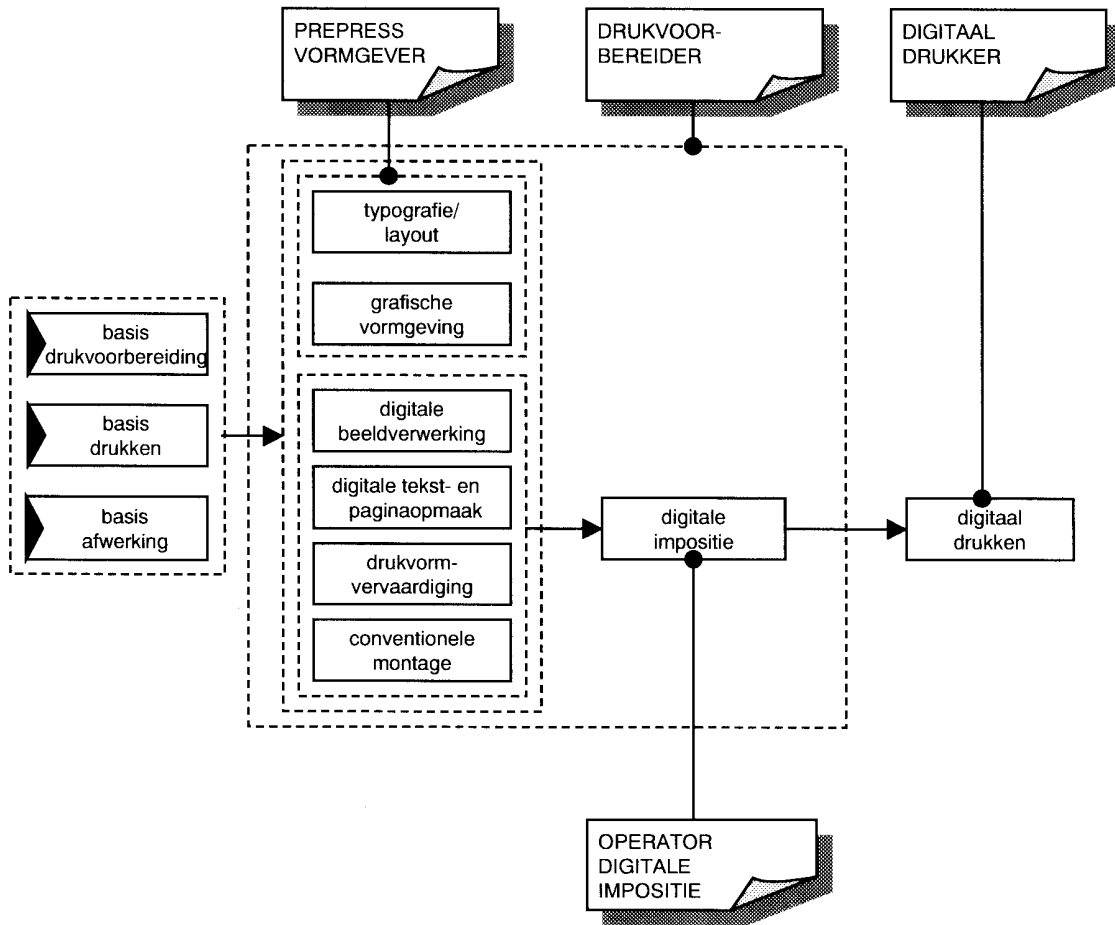 PREPRESS
VORMGEVER
DRUKVOOR-
BEREIDER
DIGITAAL
DRUKKER
typografie/
layout
grafische
vormgeving
basis
drukvoorbereiding
basis
drukken
basis
afwerking
digitale
beeldverwerking
digitale tekst- en
paginaopmaak
drukvorm-
vervaardiging
conventionele
montage
digitale
impositie
digitaal
drukken
OPERATOR
DIGITALE
IMPOSITIE